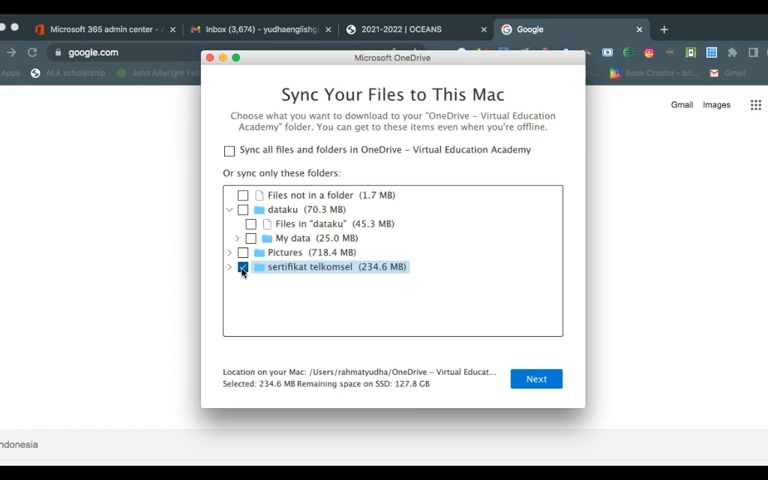 Microsoft 365 admin center -
Inbox (3,674) - yudhaenglish
2021-2022 | OCEANS
Google
google.com
Apps
ALA scholarship
John Allwright Fe
Book Creator - bri...
Gmail
Microsoft OneDrive
Sync Your Files to This Mac
Choose what you want to download to your "OneDrive – Virtual Education
Academy" folder. You can get to these items even when you're offline.
Gmail
Images
Sync all files and folders in OneDrive – Virtual Education Academy
Or sync only these folders:
Files not in a folder (1.7 MB)
dataku (70.3 MB)
Files in "dataku" (45.3 MB)
My data (25.0 MB)
Pictures (718.4 MB)
sertifikat telkomsel (234.6 MB)
Location on your Mac: /Users/rahmatyudha/OneDrive – Virtual Educat...
Selected: 234.6 MB Remaining space on SSD: 127.8 GB
Next
ndonesia